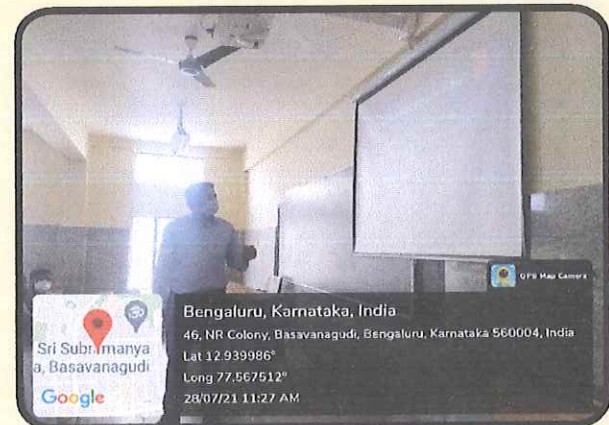 GPS Map Camera
Bengaluru, Karnataka, India
46, NR Colony, Basavanagudi, Bengaluru, Karnataka 560004, India
Lat 12.939986°
Long 77.567512°
28/07/21 11:27 AM
Sri Subramanya
a, Basavanagudi
Google